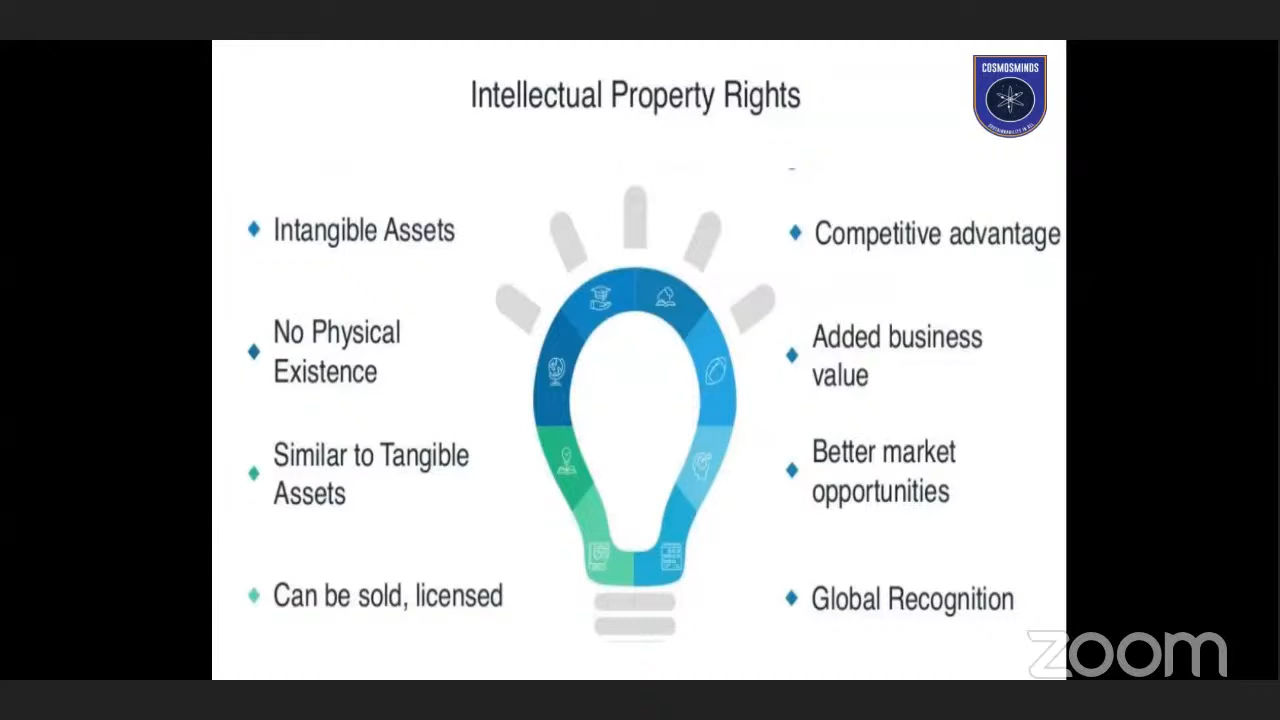 Intellectual Property Rights
COSMOSMINDS
Intangible Assets
No Physical
Existence
Similar to Tangible
Assets
Can be sold, licensed
Competitive advantage
Added business
value
Better market
opportunities
Global Recognition
zoom